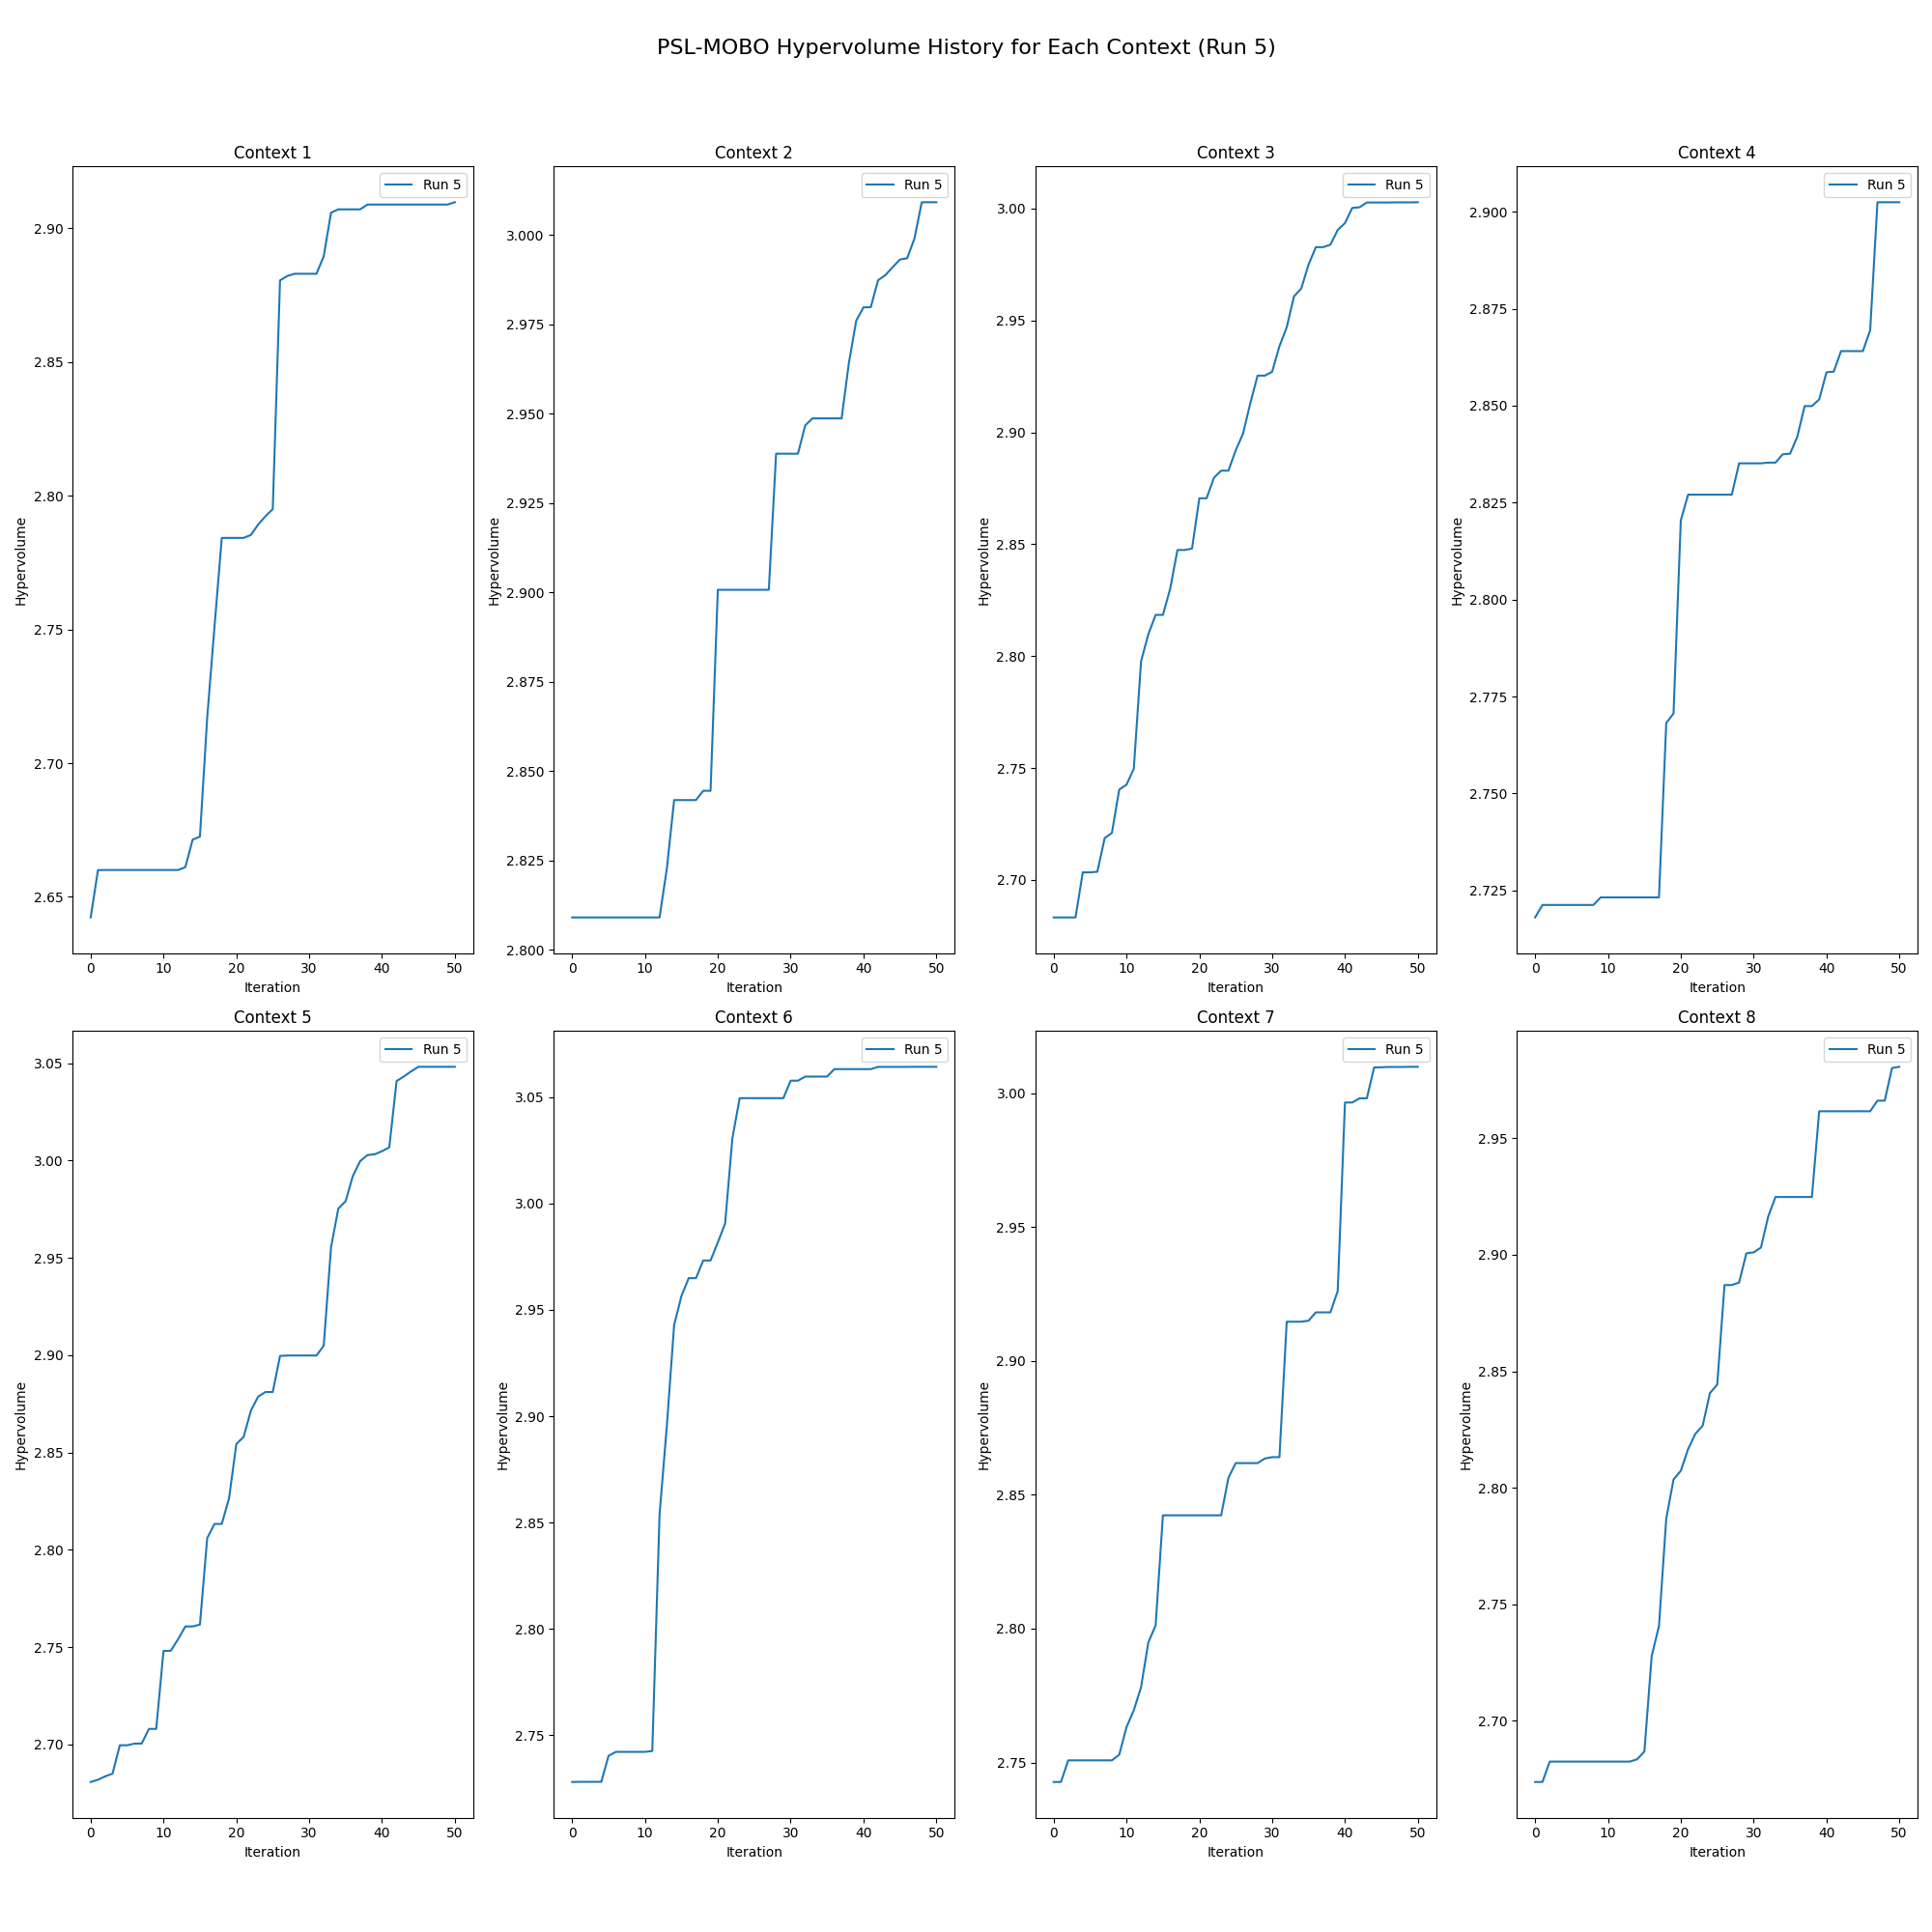 PSL-MOBO Hypervolume History for Each Context (Run 5)
Context 1
Run 5
2.90
2.85
2.80
2.75
2.70
2.65
Hypervolume
0 10 20 30 40 50
Iteration
Context 2
Run 5
3.000
2.975
2.950
2.925
2.900
2.875
2.850
2.825
2.800
Hypervolume
0 10 20 30 40 50
Iteration
Context 3
Run 5
3.00
2.95
2.90
2.85
2.80
2.75
2.70
Hypervolume
0 10 20 30 40 50
Iteration
Context 4
Run 5
2.900
2.875
2.850
2.825
2.800
2.775
2.750
2.725
Hypervolume
0 10 20 30 40 50
Iteration
Context 5
Run 5
3.05
3.00
2.95
2.90
2.85
2.80
2.75
2.70
Hypervolume
0 10 20 30 40 50
Iteration
Context 6
Run 5
3.05
3.00
2.95
2.90
2.85
2.80
2.75
Hypervolume
0 10 20 30 40 50
Iteration
Context 7
Run 5
3.00
2.95
2.90
2.85
2.80
2.75
Hypervolume
0 10 20 30 40 50
Iteration
Context 8
Run 5
2.95
2.90
2.85
2.80
2.75
2.70
Hypervolume
0 10 20 30 40 50
Iteration